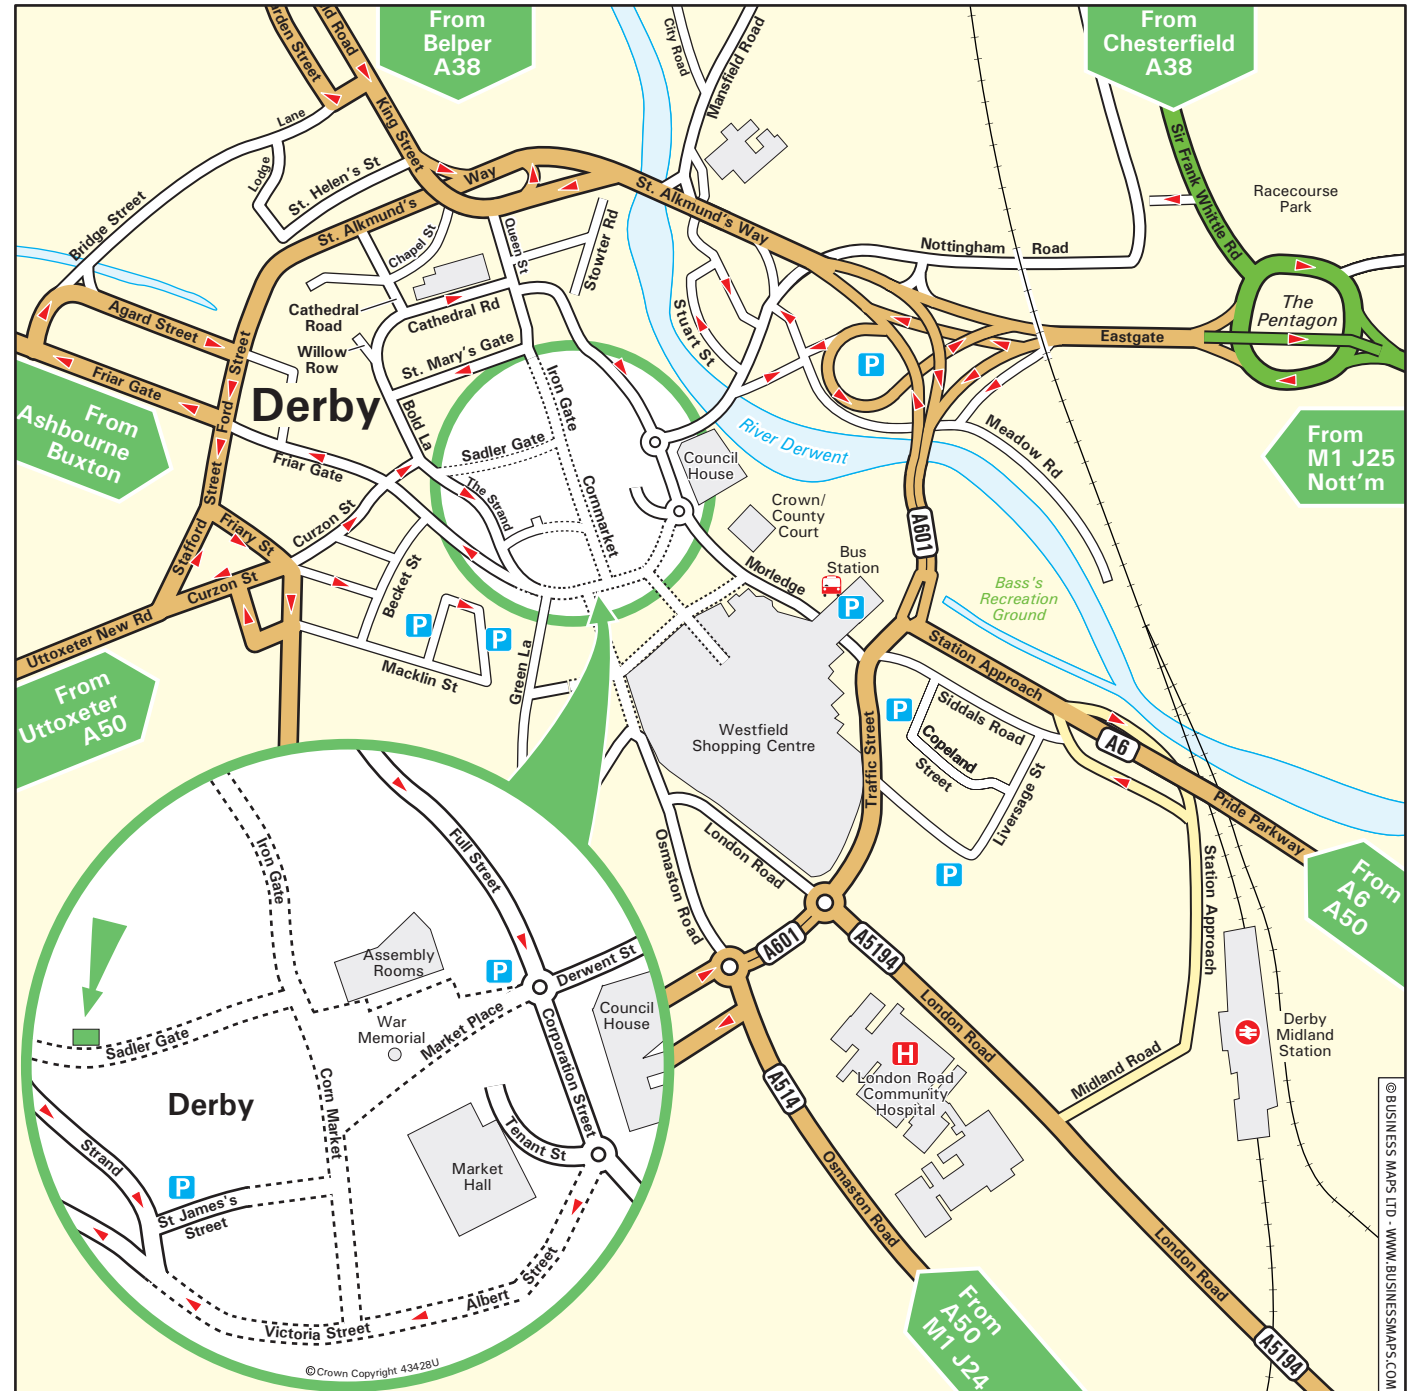 From
Belper
A38
From
Chesterfield
A38
City Road
Mansfield Road
King Street
Lane
Lodge
St. Helen's St
Bridge Street
Way
St. Alkmund's
St. Alkmund's Way
Sir Frank Whittle Rd
Racecourse
Park
Nottingham Road
Chapel St
Queen St
Stowter Rd
Agard Street
Cathedral
Road
Cathedral Rd
Willow
Row
St. Mary's Gate
Stuart St
The
Pentagon
Eastgate
P
Friar Gate
Ford
Street
Derby
Bold La
Iron Gate
Sadler Gate
From
Ashbourne
Buxton
From
M1 J25
Nott'm
River Derwent
Meadow Rd
Council
House
Friar Gate
The Strand
Cornmarket
Crown/
County
Court
Curzon St
Stafford
Street
Friary St
Curzon St
Becket St
A601
Bus
Station
Morledge
P
Bass's
Recreation
Ground
Uttoxeter New Rd
P
P
Macklin St
Green La
Station Approach
From
Uttoxeter
A50
Westfield
Shopping Centre
P
Siddals Road
Copeland
Street
Traffic Street
Liversage St
A6
Pride Parkway
Station Approach
P
London Road
Osmaston Road
From
A6
A50
A601
A5194
London Road
Midland Road
Derby
Midland
Station
H
London Road
Community
Hospital
A514
Osmaston Road
London Road
A5194
From
A50
M1 J24
Iron Gate
Full Street
Assembly
Rooms
P
Derwent St
Council
House
War
Memorial
Market Place
Sadler Gate
Corporation Street
Derby
Corn Market
Tenant St
Strand
Market
Hall
P
St James's
Street
Albert
Street
Victoria Street
©Crown Copyright 43428U
© BUSINESS MAPS LTD - WWW.BUSINESSMAPS.COM